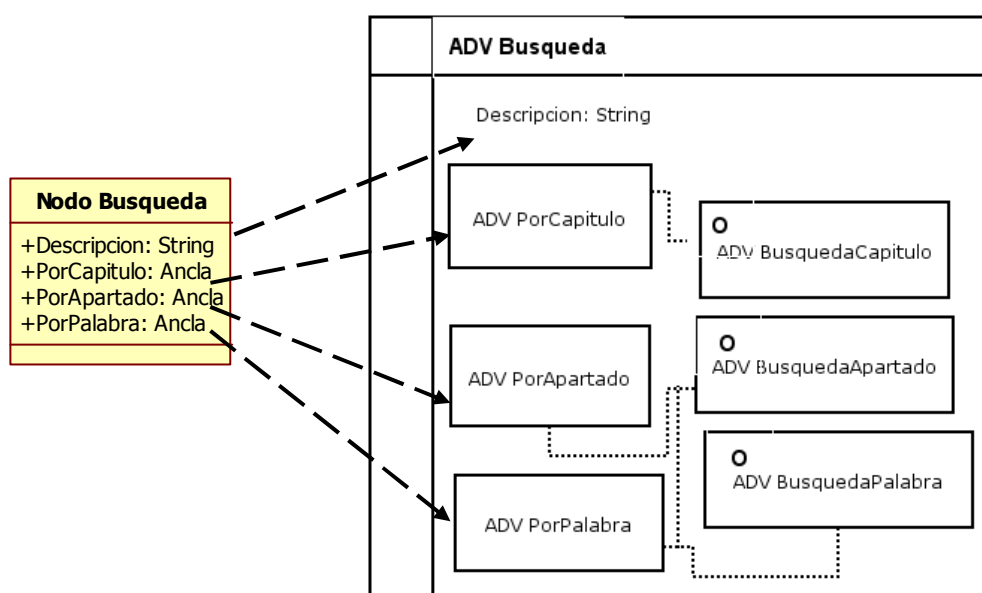 ADV Busqueda
Descripcion: String
Nodo Busqueda
+Descripcion: String
+PorCapitulo: Ancla
+PorApartado: Ancla
+PorPalabra: Ancla
ADV PorCapitulo
O
ADV BusquedaCapitulo
ADV PorApartado
O
ADV BusquedaApartado
O
ADV BusquedaPalabra
ADV PorPalabra